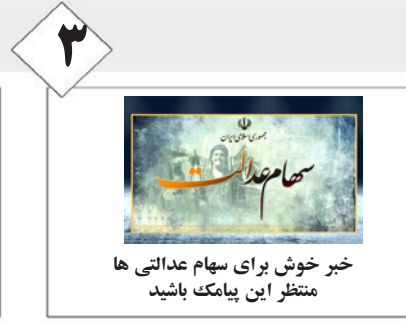 ۳
جمهوری اسلامی ایران
سهام عدالت
خبر خوش برای سهام عدالتی ها
منتظر این پیامک باشید